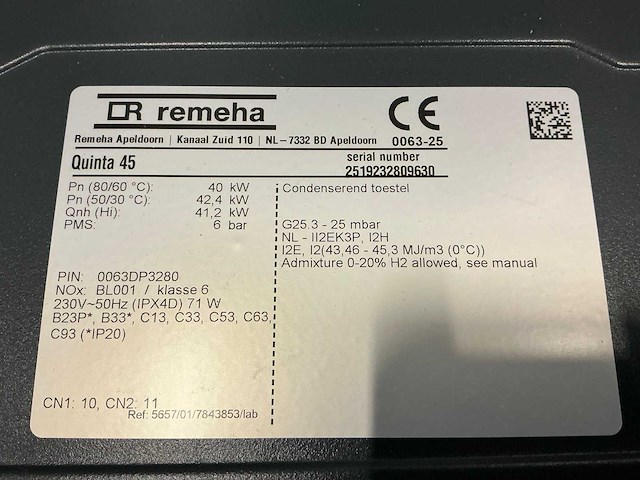 remeha
CE
Remeha Apeldoorn | Kanaal Zuid 110 | NL-7332 BD Apeldoorn 0063-25
Quinta 45
serial number
2519232809630
Pn (80/60 °C): 40 kW
Pn (50/30 °C): 42,4 kW
Qnh (Hi): 41,2 kW
PMS: 6 bar
PIN: 0063DP3280
NOx: BL001 / klasse 6
230V~50Hz (IPX4D) 71 W
B23P*, B33*, C13, C33, C53, C63,
C93 (*IP20)
CN1: 10, CN2: 11
Ref: 5657/01/7843853/lab
Condenserend toestel
G25.3 - 25 mbar
NL - II2EK3P, I2H
I2E, I2(43,46 - 45,3 MJ/m3 (0°C))
Admixture 0-20% H2 allowed, see manual